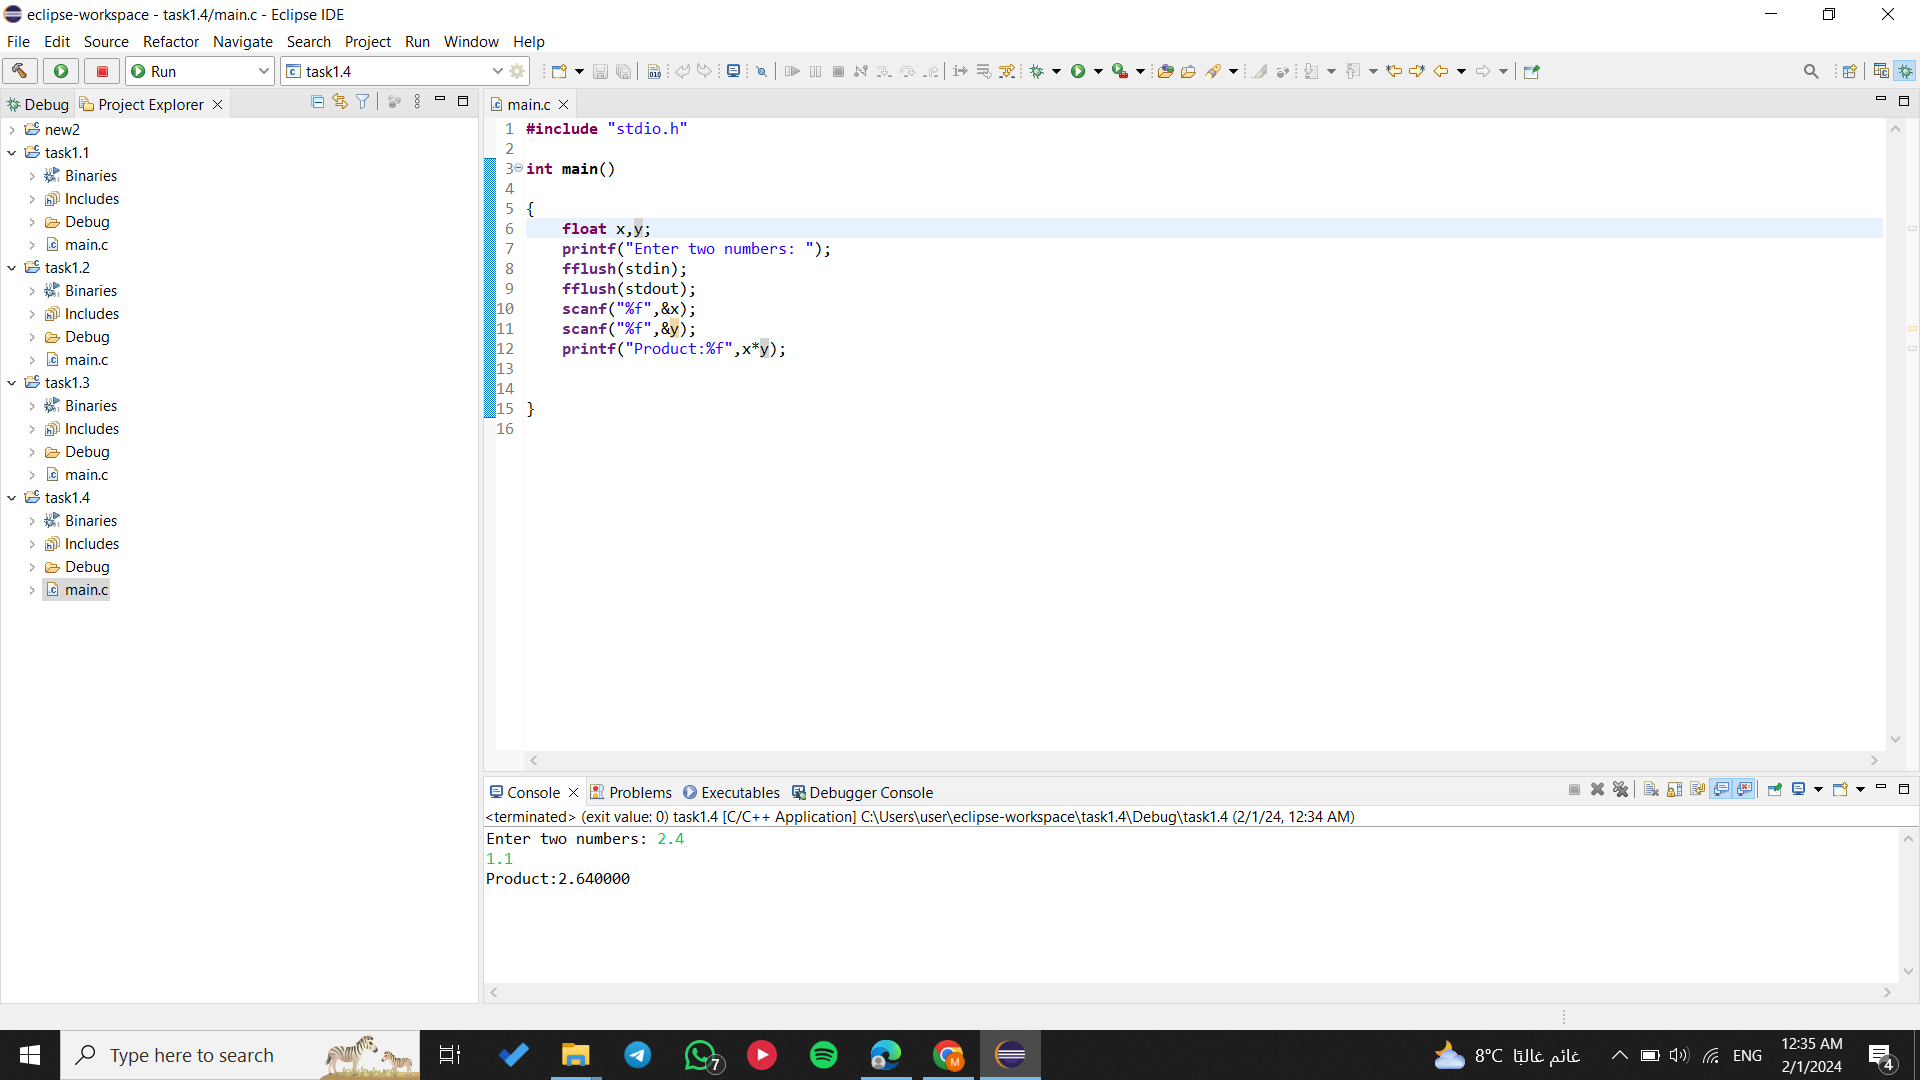 eclipse-workspace - task1.4/main.c - Eclipse IDE
File Edit Source Refactor Navigate Search Project Run Window Help
Run task1.4
Debug Project Explorer
main.c
new2
task1.1
Binaries
Includes
Debug
main.c
task1.2
Binaries
Includes
Debug
main.c
task1.3
Binaries
Includes
Debug
main.c
task1.4
Binaries
Includes
Debug
main.c
1 #include "stdio.h"
2
3 int main()
4
5 {
6 float x,y;
7 printf("Enter two numbers: ");
8 fflush(stdin);
9 fflush(stdout);
10 scanf("%f",&x);
11 scanf("%f",&y);
12 printf("Product:%f",x*y);
13
14
15 }
16
Console Problems Executables Debugger Console
<terminated> (exit value: 0) task1.4 [C/C++ Application] C:\Users\user\eclipse-workspace\task1.4\Debug\task1.4 (2/1/24, 12:34 AM)
Enter two numbers: 2.4
1.1
Product:2.640000
Type here to search
7
M
8°C غائم غالبًا
ENG
12:35 AM
2/1/2024
4